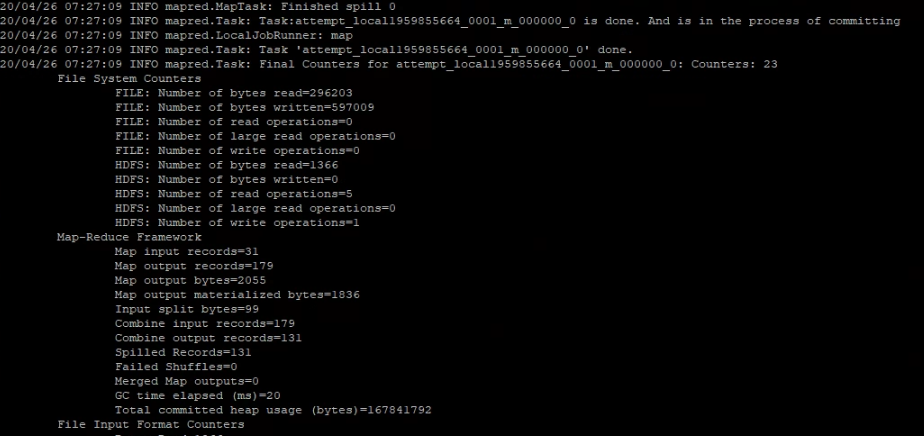 20/04/26 07:27:09 INFO mapred.MapTask: Finished spill 0
20/04/26 07:27:09 INFO mapred.Task: Task:attempt_local1959855664_0001_m_000000_0 is done. And is in the process of committing
20/04/26 07:27:09 INFO mapred.LocalJobRunner: map
20/04/26 07:27:09 INFO mapred.Task: Task 'attempt_local1959855664_0001_m_000000_0' done.
20/04/26 07:27:09 INFO mapred.Task: Final Counters for attempt_local1959855664_0001_m_000000_0: Counters: 23
File System Counters
FILE: Number of bytes read=296203
FILE: Number of bytes written=597009
FILE: Number of read operations=0
FILE: Number of large read operations=0
FILE: Number of write operations=0
HDFS: Number of bytes read=1366
HDFS: Number of bytes written=0
HDFS: Number of read operations=5
HDFS: Number of large read operations=0
HDFS: Number of write operations=1
Map-Reduce Framework
Map input records=31
Map output records=179
Map output bytes=2055
Map output materialized bytes=1836
Input split bytes=99
Combine input records=179
Combine output records=131
Spilled Records=131
Failed Shuffles=0
Merged Map outputs=0
GC time elapsed (ms)=20
Total committed heap usage (bytes)=167841792
File Input Format Counters